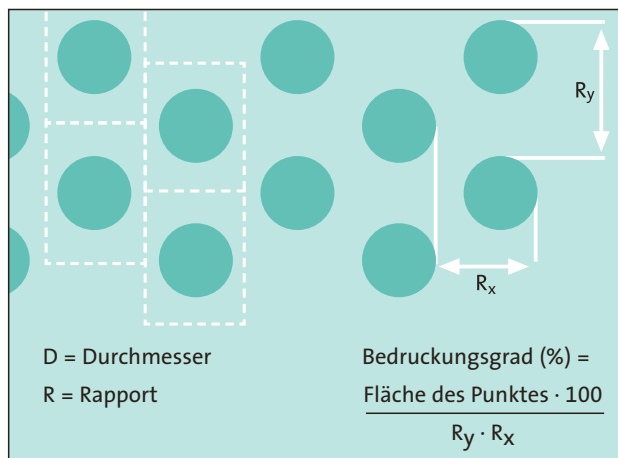 Ry
Rx
D = Durchmesser
R = Rapport
Bedruckungsgrad (%) =
Fläche des Punktes · 100
Ry · Rx